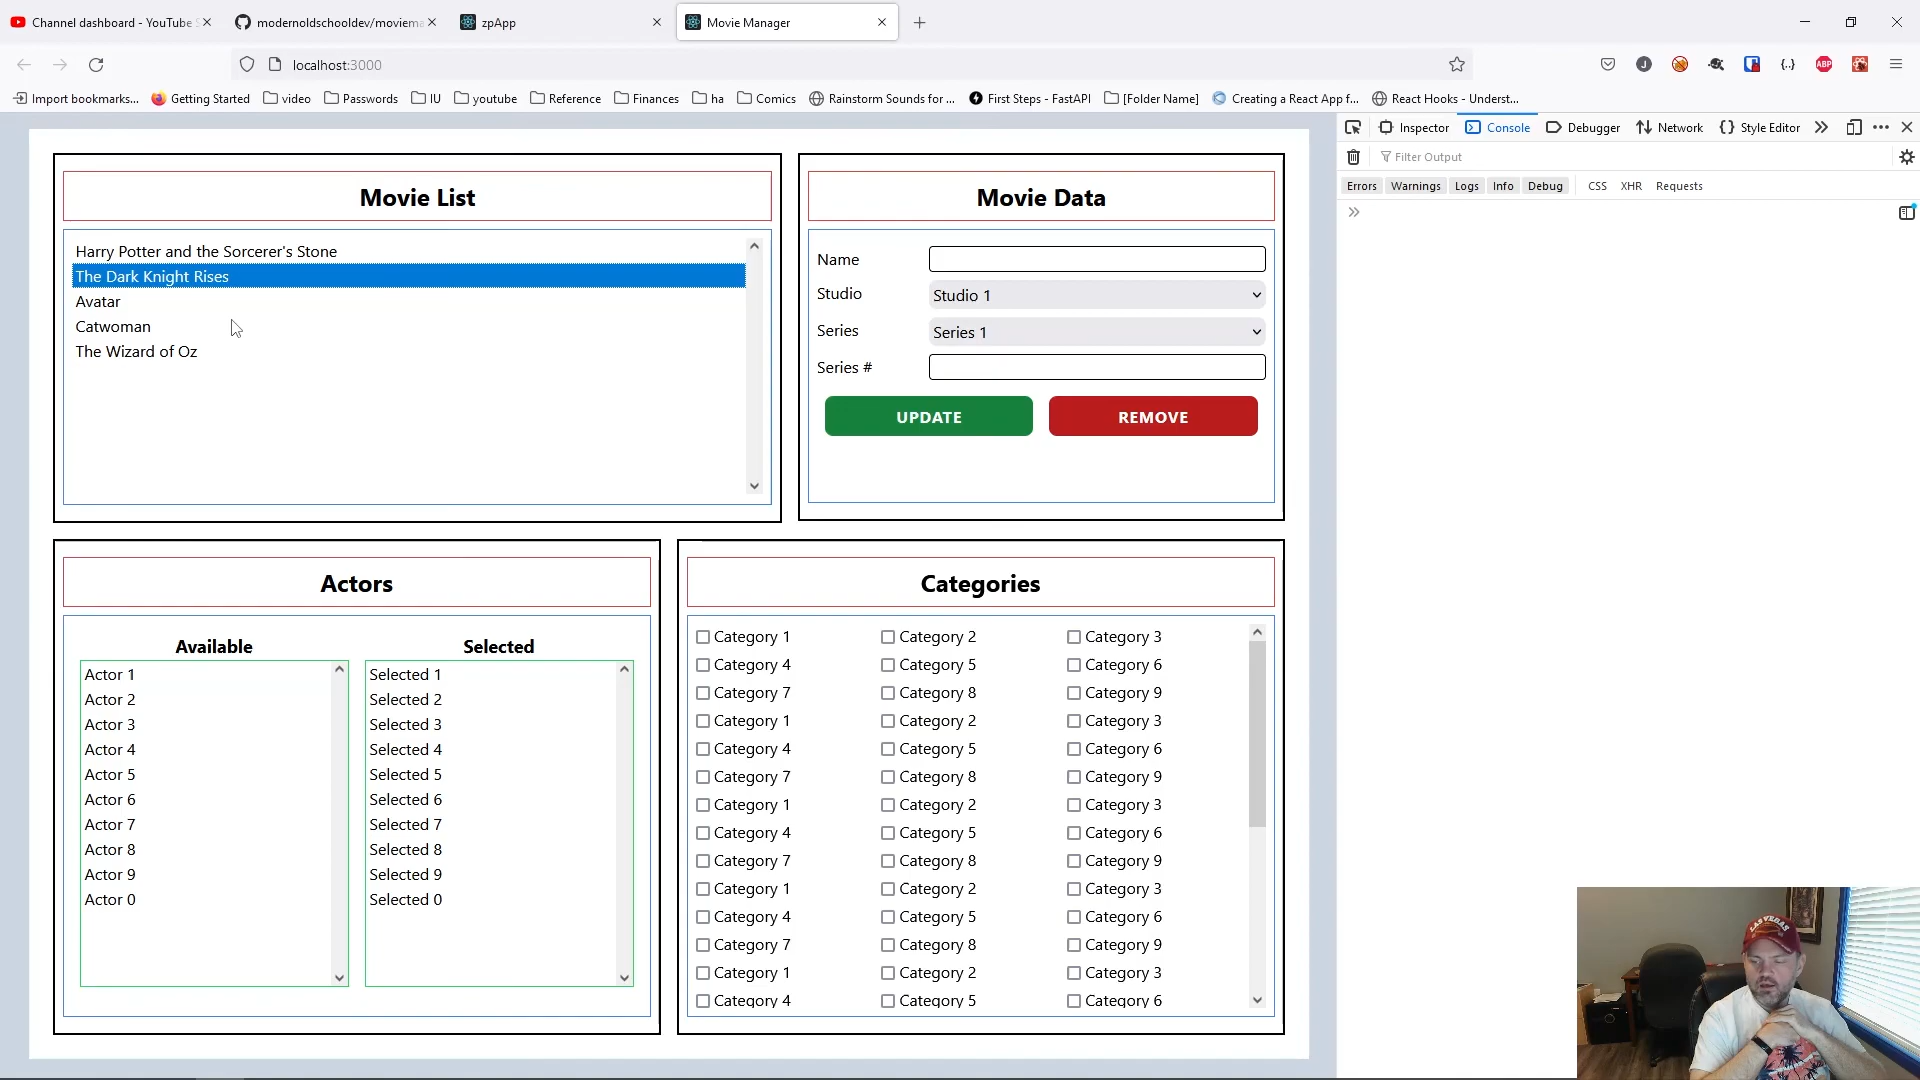 Channel dashboard - YouTube S
modernoldschooldev/moviema
zpApp
Movie Manager
localhost:3000
Import bookmarks...
Getting Started
video
Passwords
IU
youtube
Reference
Finances
ha
Comics
Rainstorm Sounds for ...
First Steps - FastAPI
[Folder Name]
Creating a React App f...
React Hooks - Underst...
Inspector
Console
Debugger
Network
Style Editor
Filter Output
Errors
Warnings
Logs
Info
Debug
CSS
XHR
Requests
Movie List
Harry Potter and the Sorcerer's Stone
The Dark Knight Rises
Avatar
Catwoman
The Wizard of Oz
Movie Data
Name
Studio
Studio 1
Series
Series 1
Series #
UPDATE
REMOVE
Actors
Available
Actor 1
Actor 2
Actor 3
Actor 4
Actor 5
Actor 6
Actor 7
Actor 8
Actor 9
Actor 0
Selected
Selected 1
Selected 2
Selected 3
Selected 4
Selected 5
Selected 6
Selected 7
Selected 8
Selected 9
Selected 0
Categories
Category 1 Category 2 Category 3
Category 4 Category 5 Category 6
Category 7 Category 8 Category 9
Category 1 Category 2 Category 3
Category 4 Category 5 Category 6
Category 7 Category 8 Category 9
Category 1 Category 2 Category 3
Category 4 Category 5 Category 6
Category 7 Category 8 Category 9
Category 1 Category 2 Category 3
Category 4 Category 5 Category 6
Category 7 Category 8 Category 9
Category 1 Category 2 Category 3
Category 4 Category 5 Category 6
J
ABP
LAS VEGAS